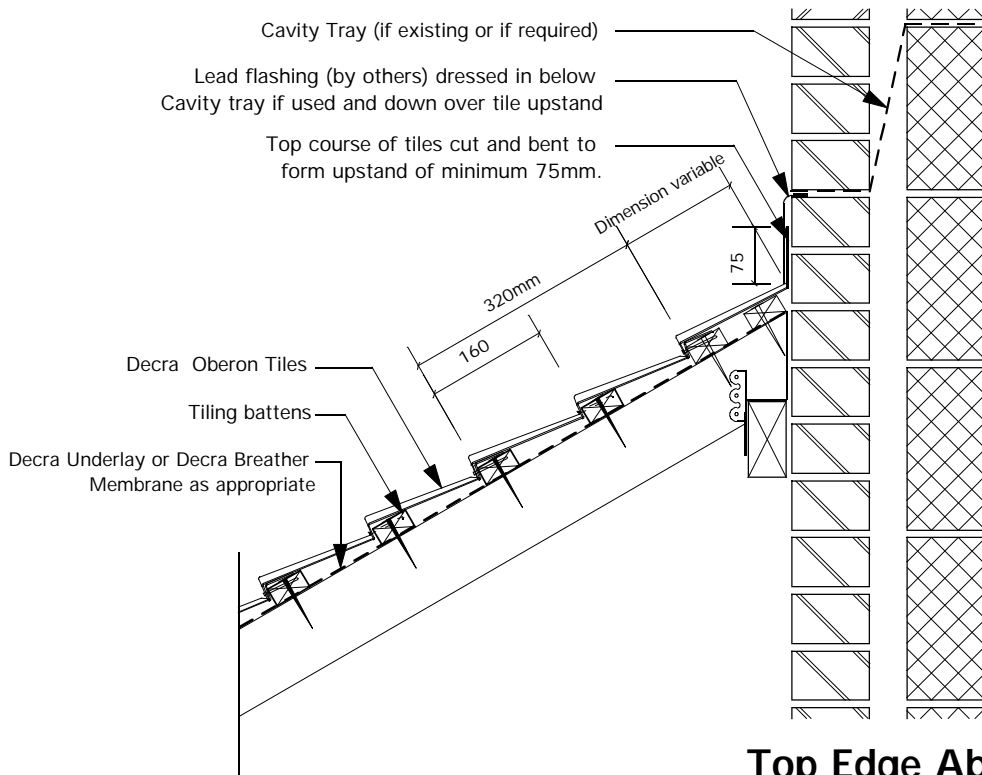 Cavity Tray (if existing or if required)
Lead flashing (by others) dressed in below
Cavity tray if used and down over tile upstand
Top course of tiles cut and bent to
form upstand of minimum 75mm.
Dimension variable
75
320mm
160
Decra Oberon Tiles
Tiling battens
Decra Underlay or Decra Breather
Membrane as appropriate
Top Edge Ab